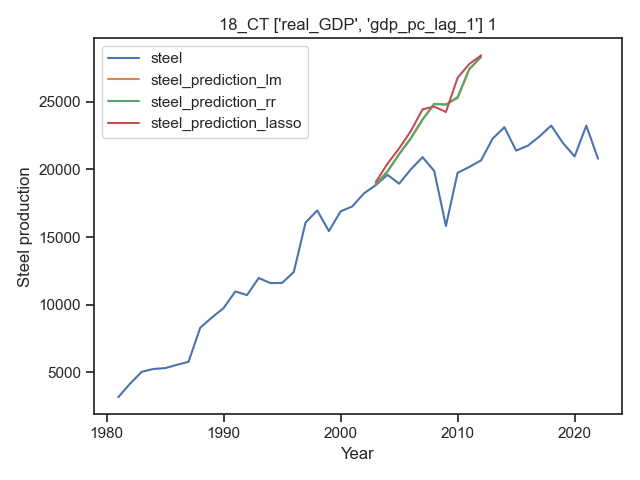 18_CT ['real_GDP', 'gdp_pc_lag_1'] 1
steel
steel_prediction_lm
steel_prediction_rr
steel_prediction_lasso
Steel production
25000
20000
15000
10000
5000
1980 1990 2000 2010 2020
Year